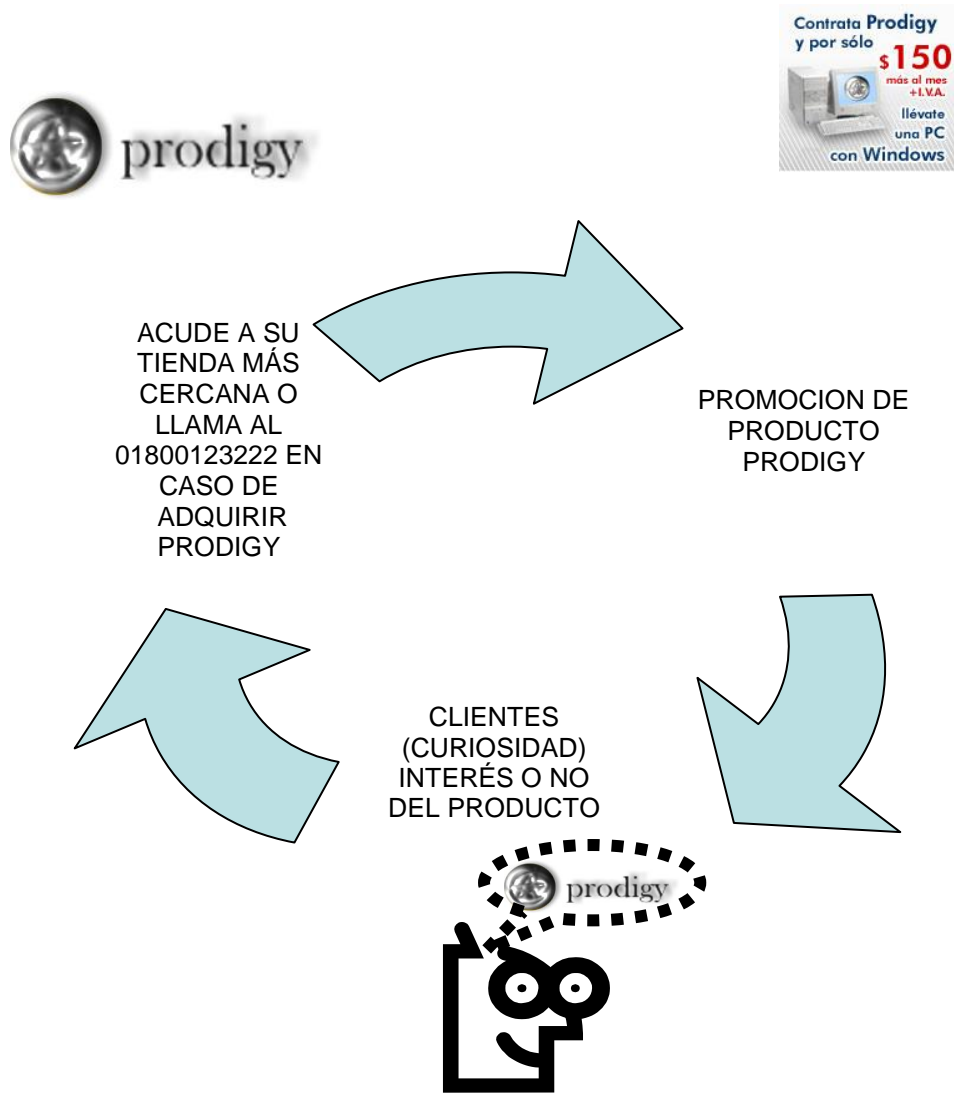 Contrata Prodigy
y por sólo
$150
más al mes
+I.V.A.
llévate
una PC
con Windows
prodigy
ACUDE A SU
TIENDA MÁS
CERCANA O
LLAMA AL
01800123222 EN
CASO DE
ADQUIRIR
PRODIGY
PROMOCION DE
PRODUCTO
PRODIGY
CLIENTES
(CURIOSIDAD)
INTERÉS O NO
DEL PRODUCTO
prodigy